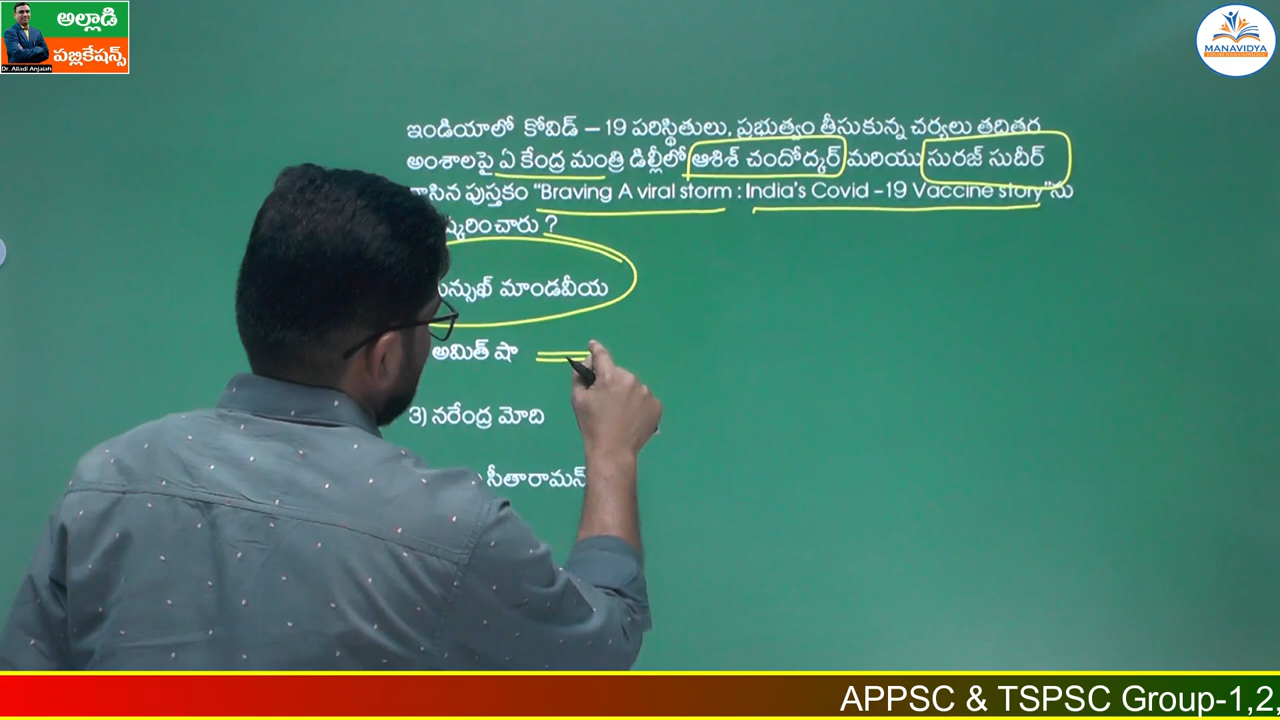 అల్లాడి
పబ్లికేషన్స్
Dr. Alladi Anjaiah
MANAVIDYA
ఇండియాలో కోవిడ్ – 19 పరిస్థితులు, ప్రభుత్వం తీసుకున్న చర్యలు తదితర
అంశాలపై ఏ కేంద్ర మంత్రి డిల్లీలో ఆశిశ్ చందోద్కర్ మరియు సురజ్ సుదీర్
పుస్తకం "Braving A viral storm : India's Covid –19 Vaccine story"ను
?
మాండవీయ
అమిత్ షా
3) నరేంద్ర మోది
సీతారామన్
APPSC & TSPSC Group-1,2,